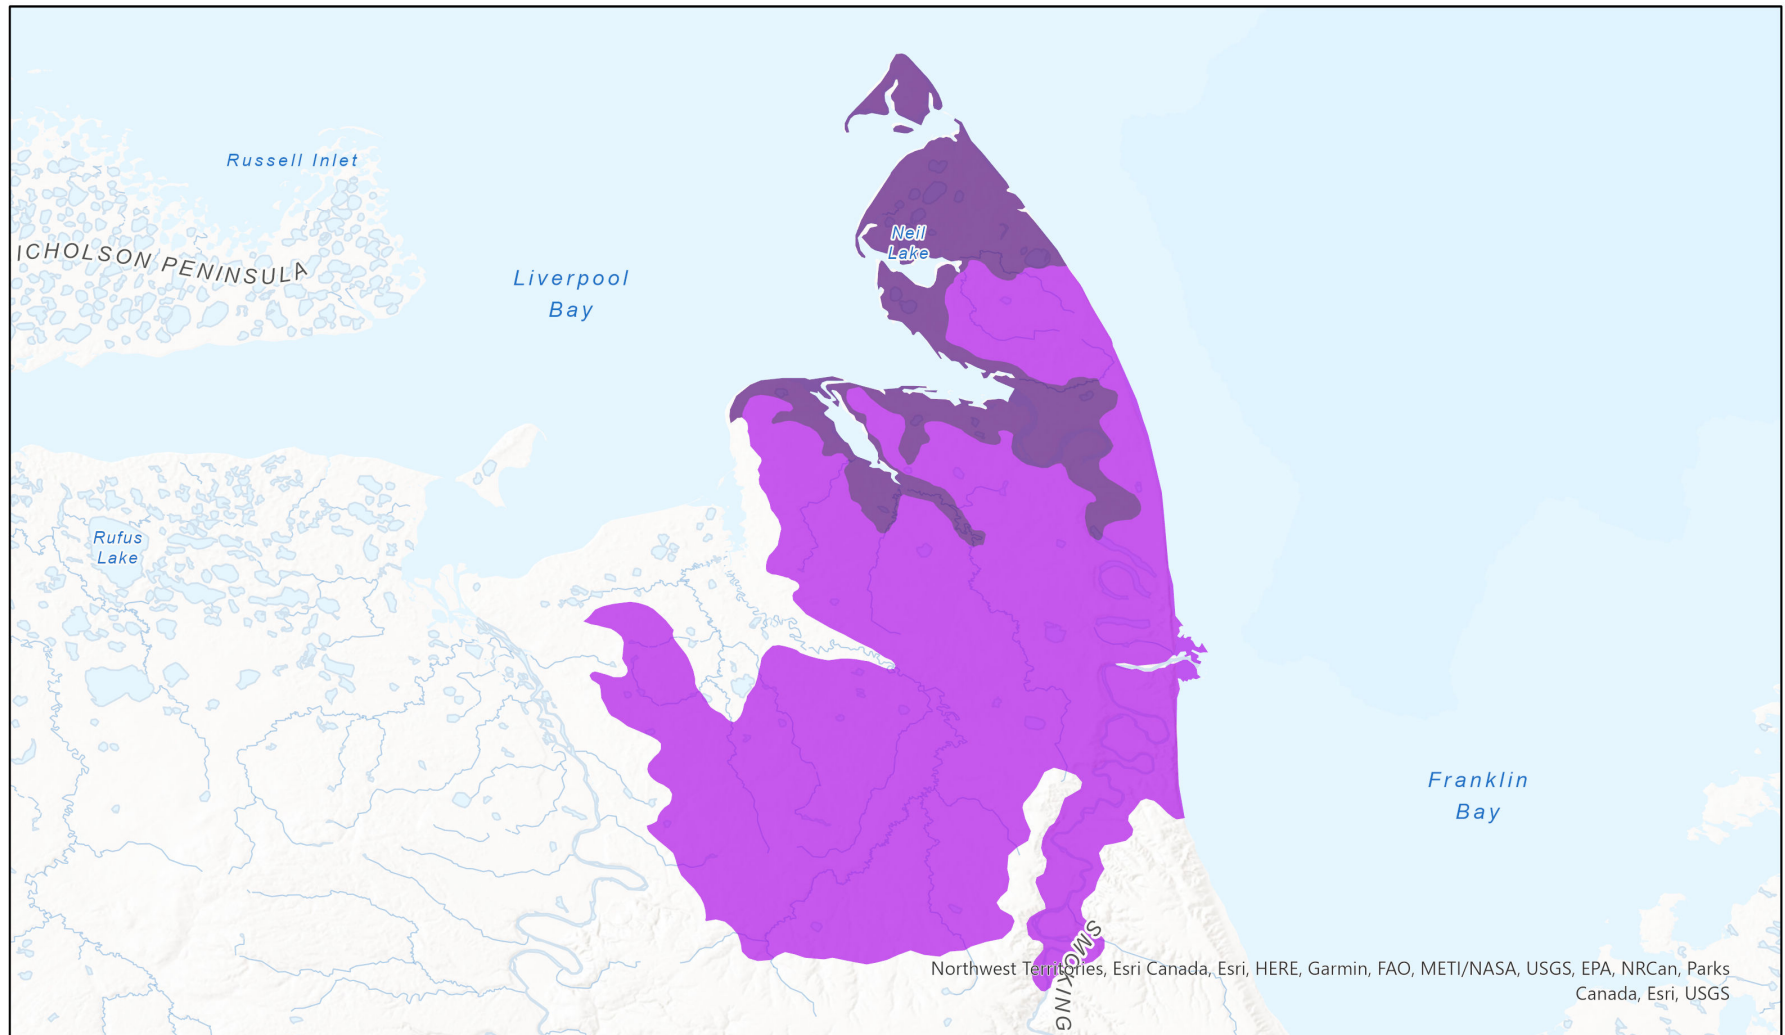 Russell Inlet
ICHOLSON PENINSULA
Neil
Lake
Liverpool
Bay
Rufus
Lake
Franklin
Bay
SMOKING
Northwest Territories, Esri Canada, Esri, HERE, Garmin, FAO, METI/NASA, USGS, EPA, NRCan, Parks
Canada, Esri, USGS